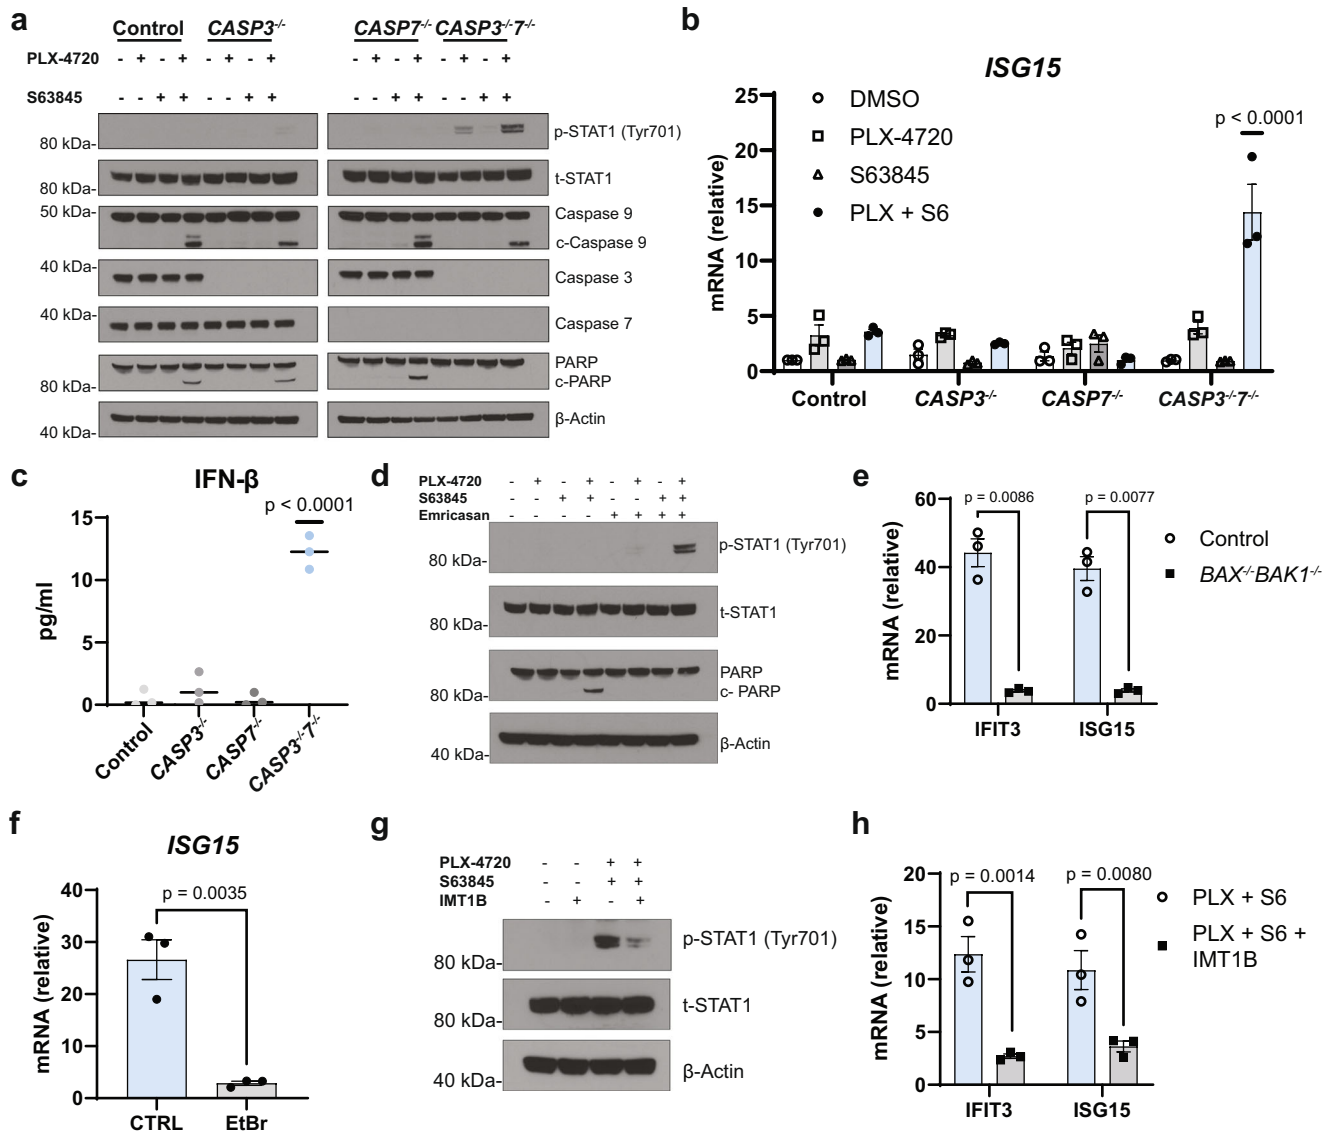 a
Control CASP3-/- CASP7-/- CASP3-/-7-/-
PLX-4720 - + - + - + - + - + - + - + - +
S63845 - - + + - - + + - - + + - - + +
80 kDa- p-STAT1 (Tyr701)
80 kDa- t-STAT1
50 kDa- Caspase 9
c-Caspase 9
40 kDa- Caspase 3
40 kDa- Caspase 7
PARP
80 kDa- c-PARP
40 kDa- β-Actin
b
ISG15
mRNA (relative)
25
20
15
10
5
0
DMSO
PLX-4720
S63845
PLX + S6
p < 0.0001
Control CASP3-/- CASP7-/- CASP3-/-7-/-
c
IFN-β
p < 0.0001
pg/ml
15
10
5
0
Control CASP3-/- CASP7-/- CASP3-/-7-/-
d
PLX-4720 - + - + - + - +
S63845 - - + + - - + +
Emricasan - - - - + + + +
80 kDa- p-STAT1 (Tyr701)
80 kDa- t-STAT1
PARP
80 kDa- c- PARP
40 kDa- β-Actin
e
mRNA (relative)
60
40
20
0
p = 0.0086 p = 0.0077
Control
BAX-/-BAK1-/-
IFIT3 ISG15
f
ISG15
p = 0.0035
mRNA (relative)
40
30
20
10
0
CTRL EtBr
g
PLX-4720 - - + +
S63845 - - + +
IMT1B - + - +
80 kDa- p-STAT1 (Tyr701)
80 kDa- t-STAT1
40 kDa- β-Actin
h
mRNA (relative)
20
15
10
5
0
p = 0.0014 p = 0.0080
PLX + S6
PLX + S6 +
IMT1B
IFIT3 ISG15